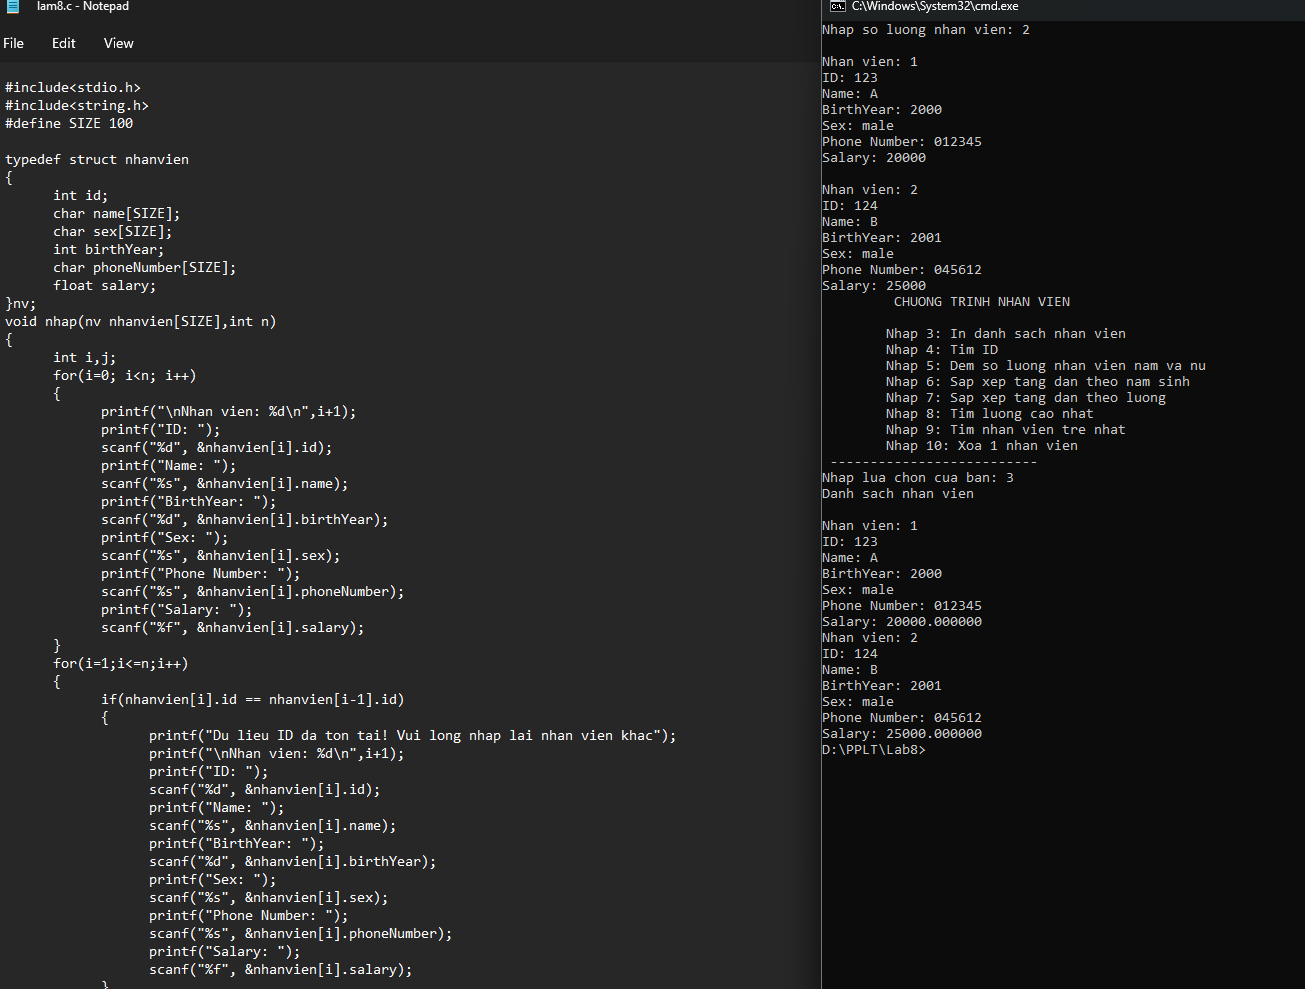 lam8.c - Notepad
File Edit View
#include<stdio.h>
#include<string.h>
#define SIZE 100
typedef struct nhanvien
{
int id;
char name[SIZE];
char sex[SIZE];
int birthYear;
char phoneNumber[SIZE];
float salary;
}nv;
void nhap(nv nhanvien[SIZE],int n)
{
int i,j;
for(i=0; i<n; i++)
{
printf("\nNhan vien: %d\n",i+1);
printf("ID: ");
scanf("%d", &nhanvien[i].id);
printf("Name: ");
scanf("%s", &nhanvien[i].name);
printf("BirthYear: ");
scanf("%d", &nhanvien[i].birthYear);
printf("Sex: ");
scanf("%s", &nhanvien[i].sex);
printf("Phone Number: ");
scanf("%s", &nhanvien[i].phoneNumber);
printf("Salary: ");
scanf("%f", &nhanvien[i].salary);
}
for(i=1;i<=n;i++)
{
if(nhanvien[i].id == nhanvien[i-1].id)
{
printf("Du lieu ID da ton tai! Vui long nhap lai nhan vien khac");
printf("\nNhan vien: %d\n",i+1);
printf("ID: ");
scanf("%d", &nhanvien[i].id);
printf("Name: ");
scanf("%s", &nhanvien[i].name);
printf("BirthYear: ");
scanf("%d", &nhanvien[i].birthYear);
printf("Sex: ");
scanf("%s", &nhanvien[i].sex);
printf("Phone Number: ");
scanf("%s", &nhanvien[i].phoneNumber);
printf("Salary: ");
scanf("%f", &nhanvien[i].salary);
}
C:\Windows\System32\cmd.exe
Nhap so luong nhan vien: 2
Nhan vien: 1
ID: 123
Name: A
BirthYear: 2000
Sex: male
Phone Number: 012345
Salary: 20000
Nhan vien: 2
ID: 124
Name: B
BirthYear: 2001
Sex: male
Phone Number: 045612
Salary: 25000
CHUONG TRINH NHAN VIEN
Nhap 3: In danh sach nhan vien
Nhap 4: Tim ID
Nhap 5: Dem so luong nhan vien nam va nu
Nhap 6: Sap xep tang dan theo nam sinh
Nhap 7: Sap xep tang dan theo luong
Nhap 8: Tim luong cao nhat
Nhap 9: Tim nhan vien tre nhat
Nhap 10: Xoa 1 nhan vien
--------------------------
Nhap lua chon cua ban: 3
Danh sach nhan vien
Nhan vien: 1
ID: 123
Name: A
BirthYear: 2000
Sex: male
Phone Number: 012345
Salary: 20000.000000
Nhan vien: 2
ID: 124
Name: B
BirthYear: 2001
Sex: male
Phone Number: 045612
Salary: 25000.000000
D:\PPLT\Lab8>